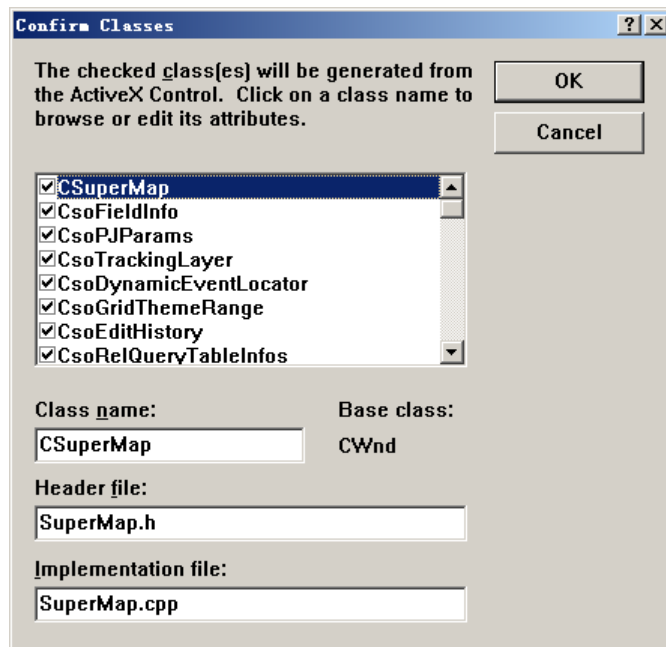 Confirm Classes
The checked class(es) will be generated from
the ActiveX Control. Click on a class name to
browse or edit its attributes.
OK
Cancel
CSuperMap
CsoFieldInfo
CsoPJParams
CsoTrackingLayer
CsoDynamicEventLocator
CsoGridThemeRange
CsoEditHistory
CsoRelQueryTableInfos
Class name:
Base class:
CSuperMap
CWnd
Header file:
SuperMap.h
Implementation file:
SuperMap.cpp